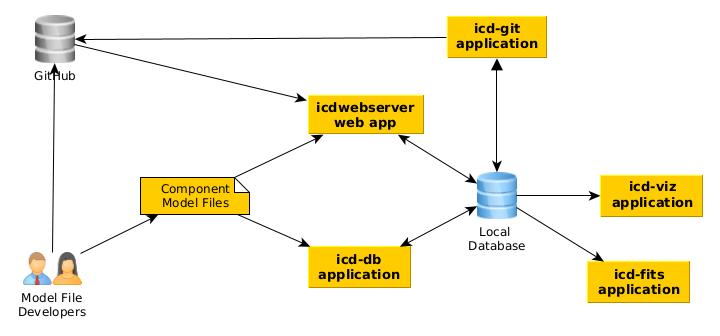 icd-git
application
GitHub
icdwebserver
web app
Component
Model Files
icd-viz
application
Local
Database
icd-db
application
icd-fits
application
Model File
Developers